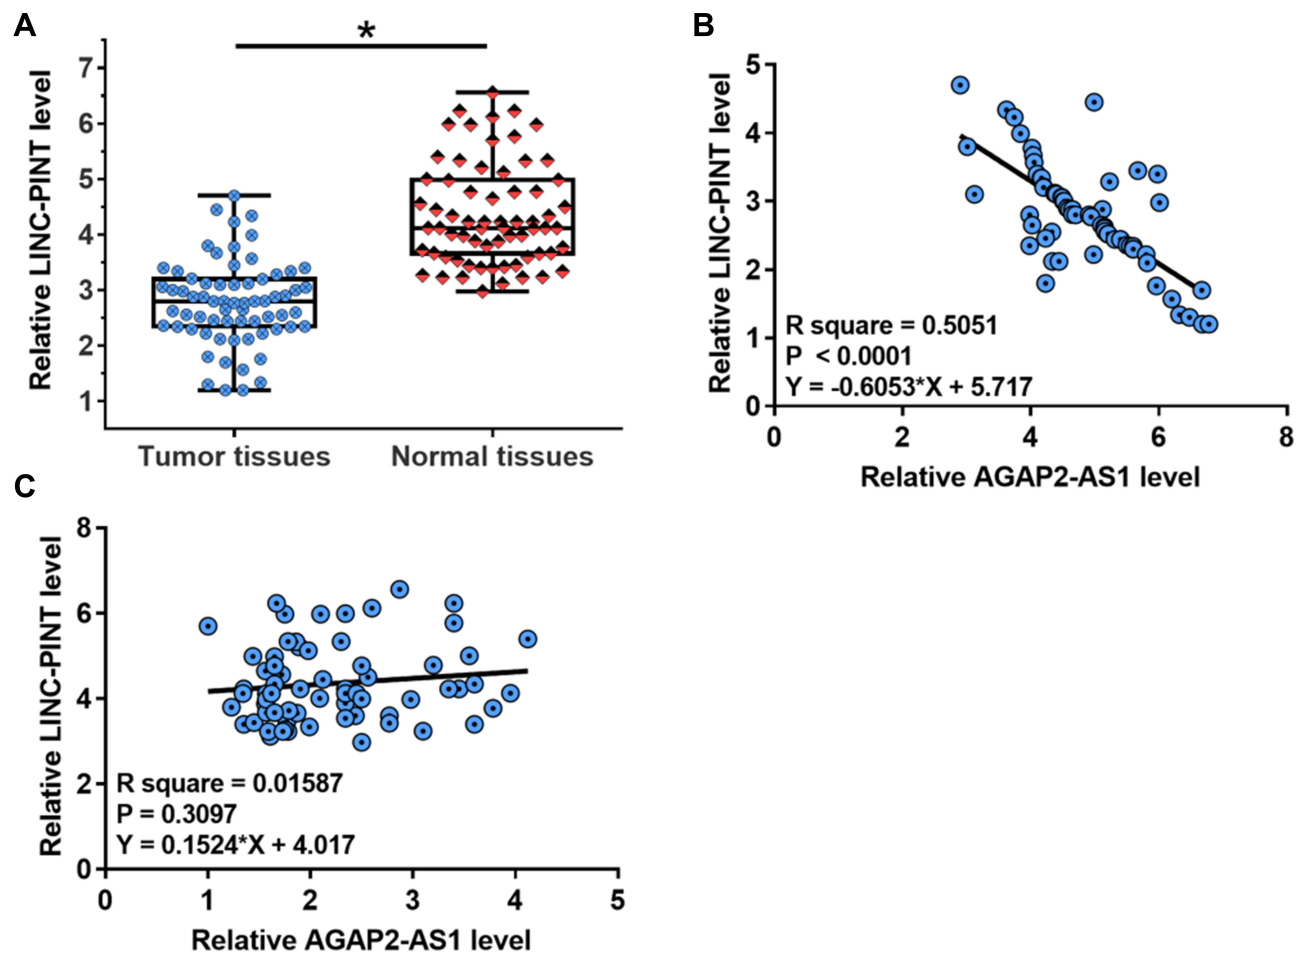 A
*
Relative LINC-PINT level
7
6
5
4
3
2
1
Tumor tissues
Normal tissues
B
Relative LINC-PINT level
5
4
3
2
1
0
R square = 0.5051
P < 0.0001
Y = -0.6053*X + 5.717
0 2 4 6 8
Relative AGAP2-AS1 level
C
Relative LINC-PINT level
8
6
4
2
0
R square = 0.01587
P = 0.3097
Y = 0.1524*X + 4.017
0 1 2 3 4 5
Relative AGAP2-AS1 level